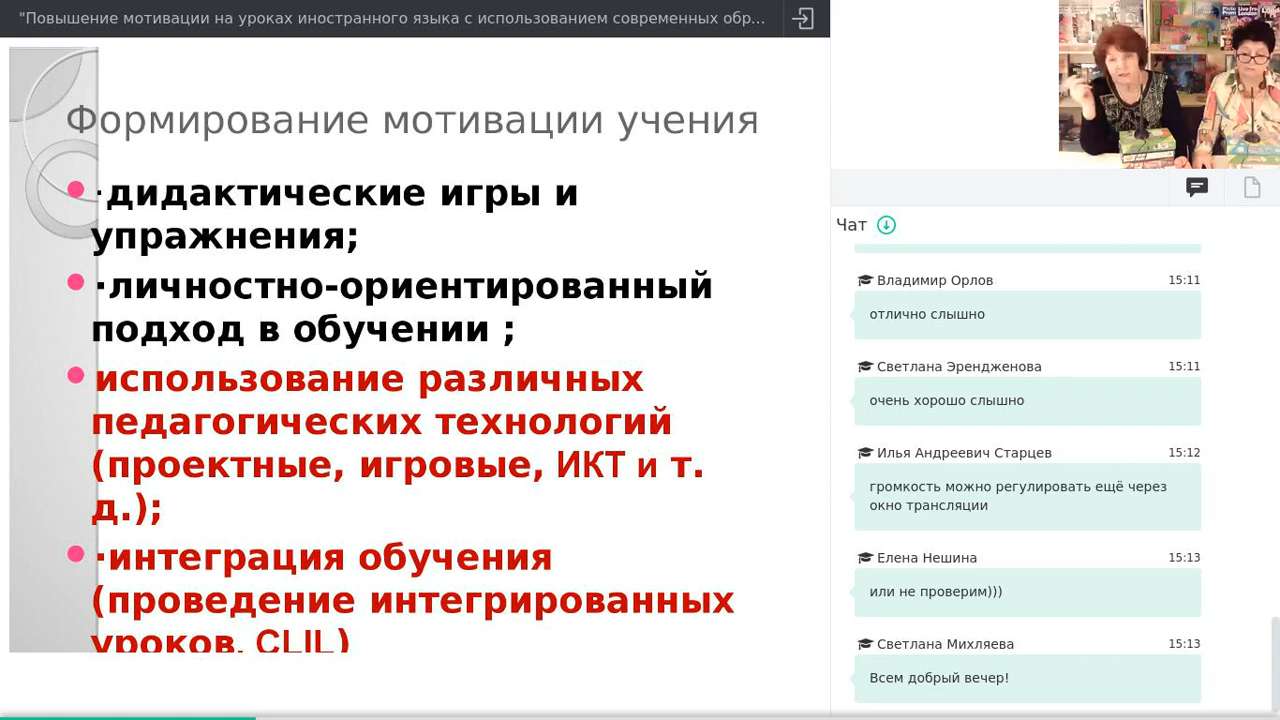 "Повышение мотивации на уроках иностранного языка с использованием современных обр...
Формирование мотивации учения
·дидактические игры и
упражнения;
·личностно-ориентированный
подход в обучении ;
использование различных
педагогических технологий
(проектные, игровые, ИКТ и т.
д.);
·интеграция обучения
(проведение интегрированных
уроков, CLIL)
Чат
Владимир Орлов 15:11
отлично слышно
Светлана Эрендженова 15:11
очень хорошо слышно
Илья Андреевич Старцев 15:12
громкость можно регулировать ещё через
окно трансляции
Елена Нешина 15:13
или не проверим)))
Светлана Михляева 15:13
Всем добрый вечер!